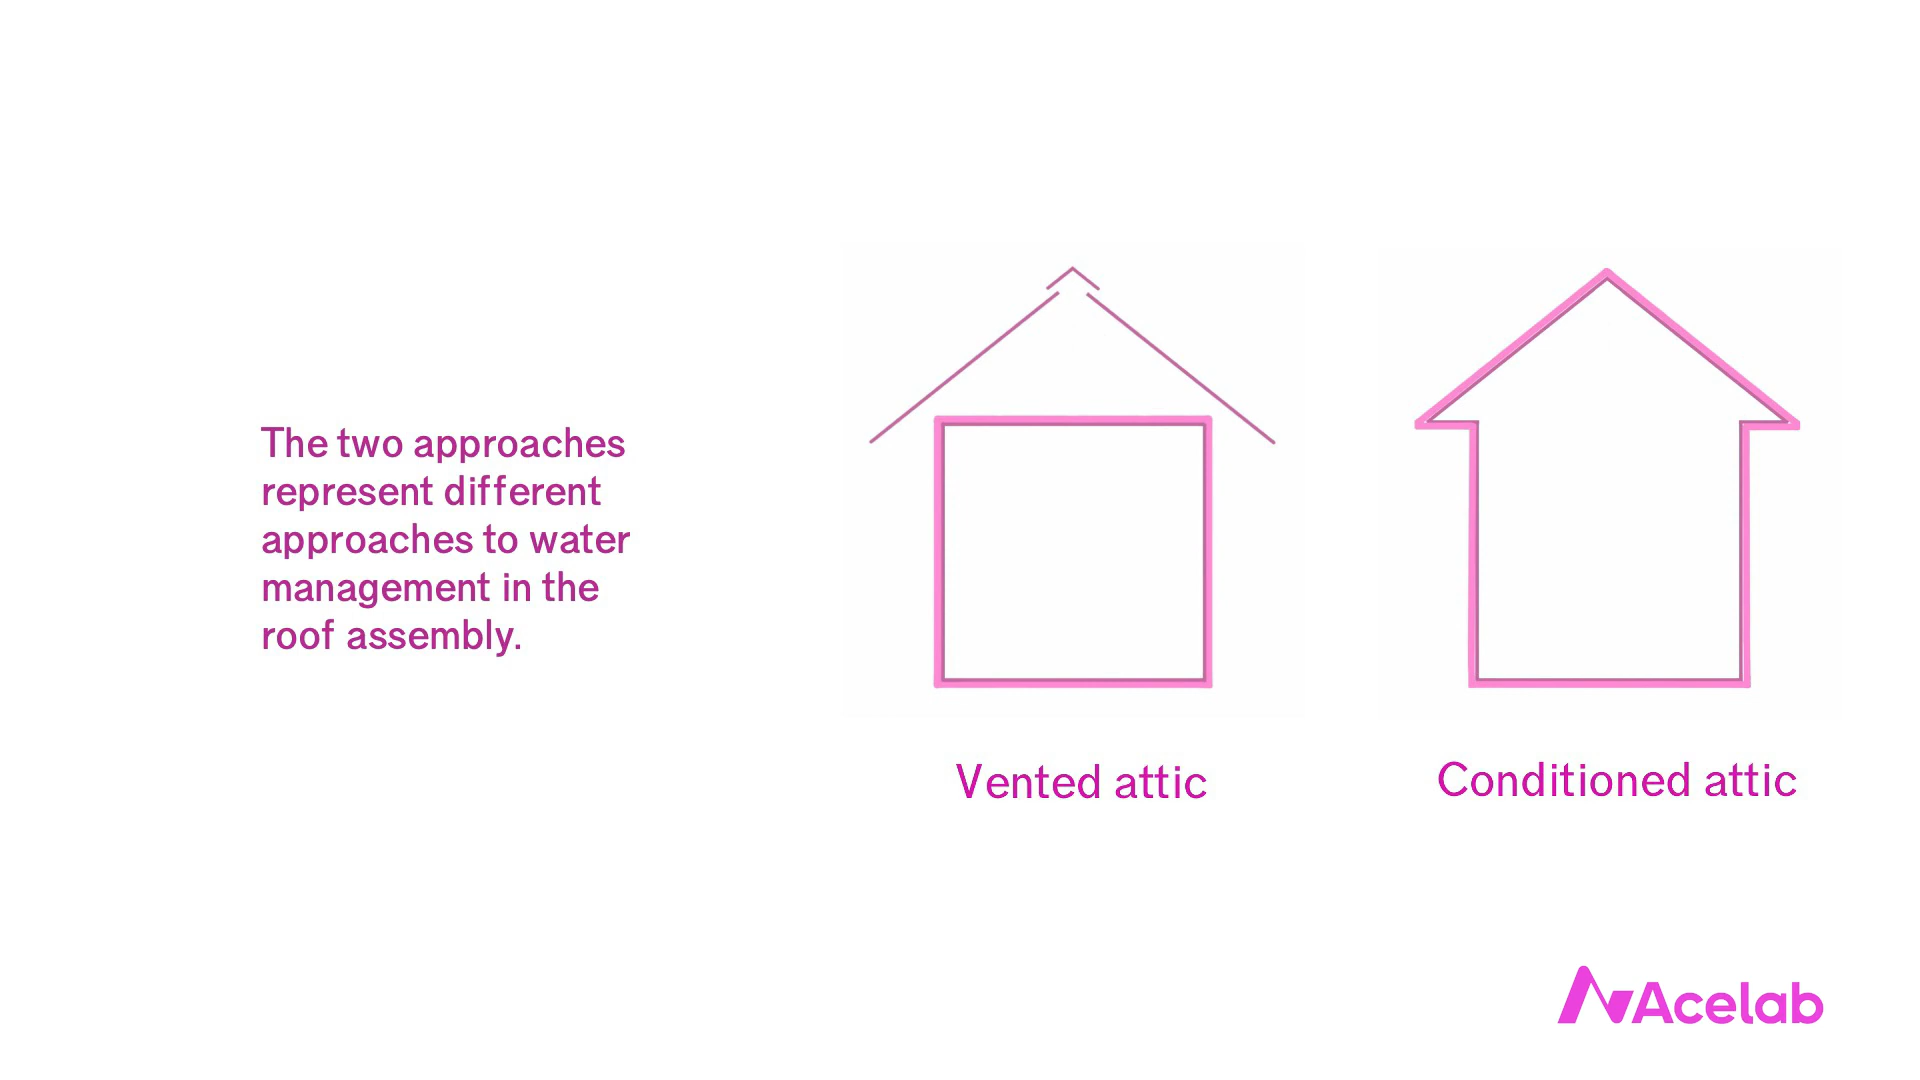 The two approaches
represent different
approaches to water
management in the
roof assembly.
Vented attic
Conditioned attic
Acelab